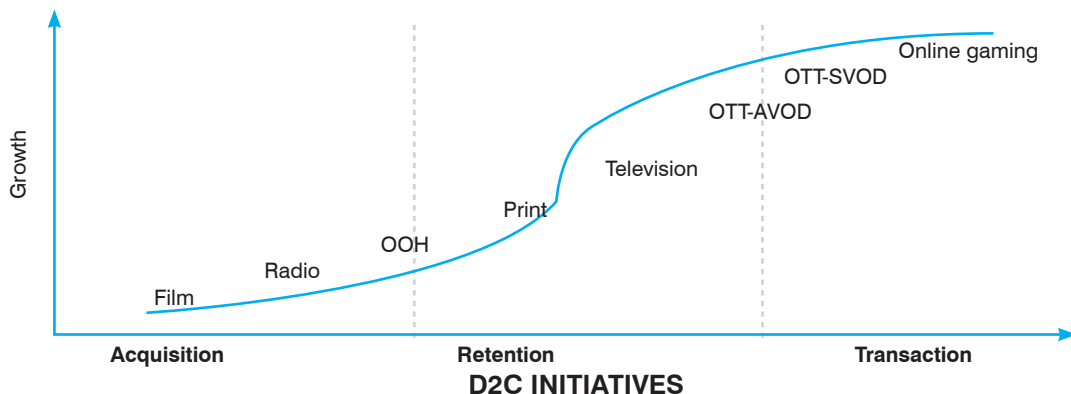 Growth
Online gaming
OTT-SVOD
OTT-AVOD
Television
Print
OOH
Radio
Film
Acquisition
Retention
Transaction
D2C INITIATIVES